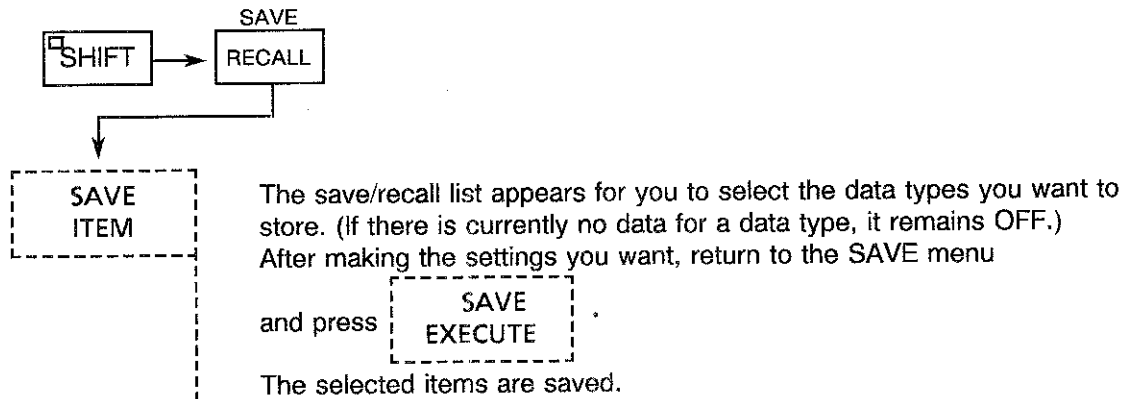 SAVE
SHIFT
RECALL
SAVE
ITEM
The save/recall list appears for you to select the data types you want to
store. (If there is currently no data for a data type, it remains OFF.)
After making the settings you want, return to the SAVE menu
and press SAVE EXECUTE .
The selected items are saved.